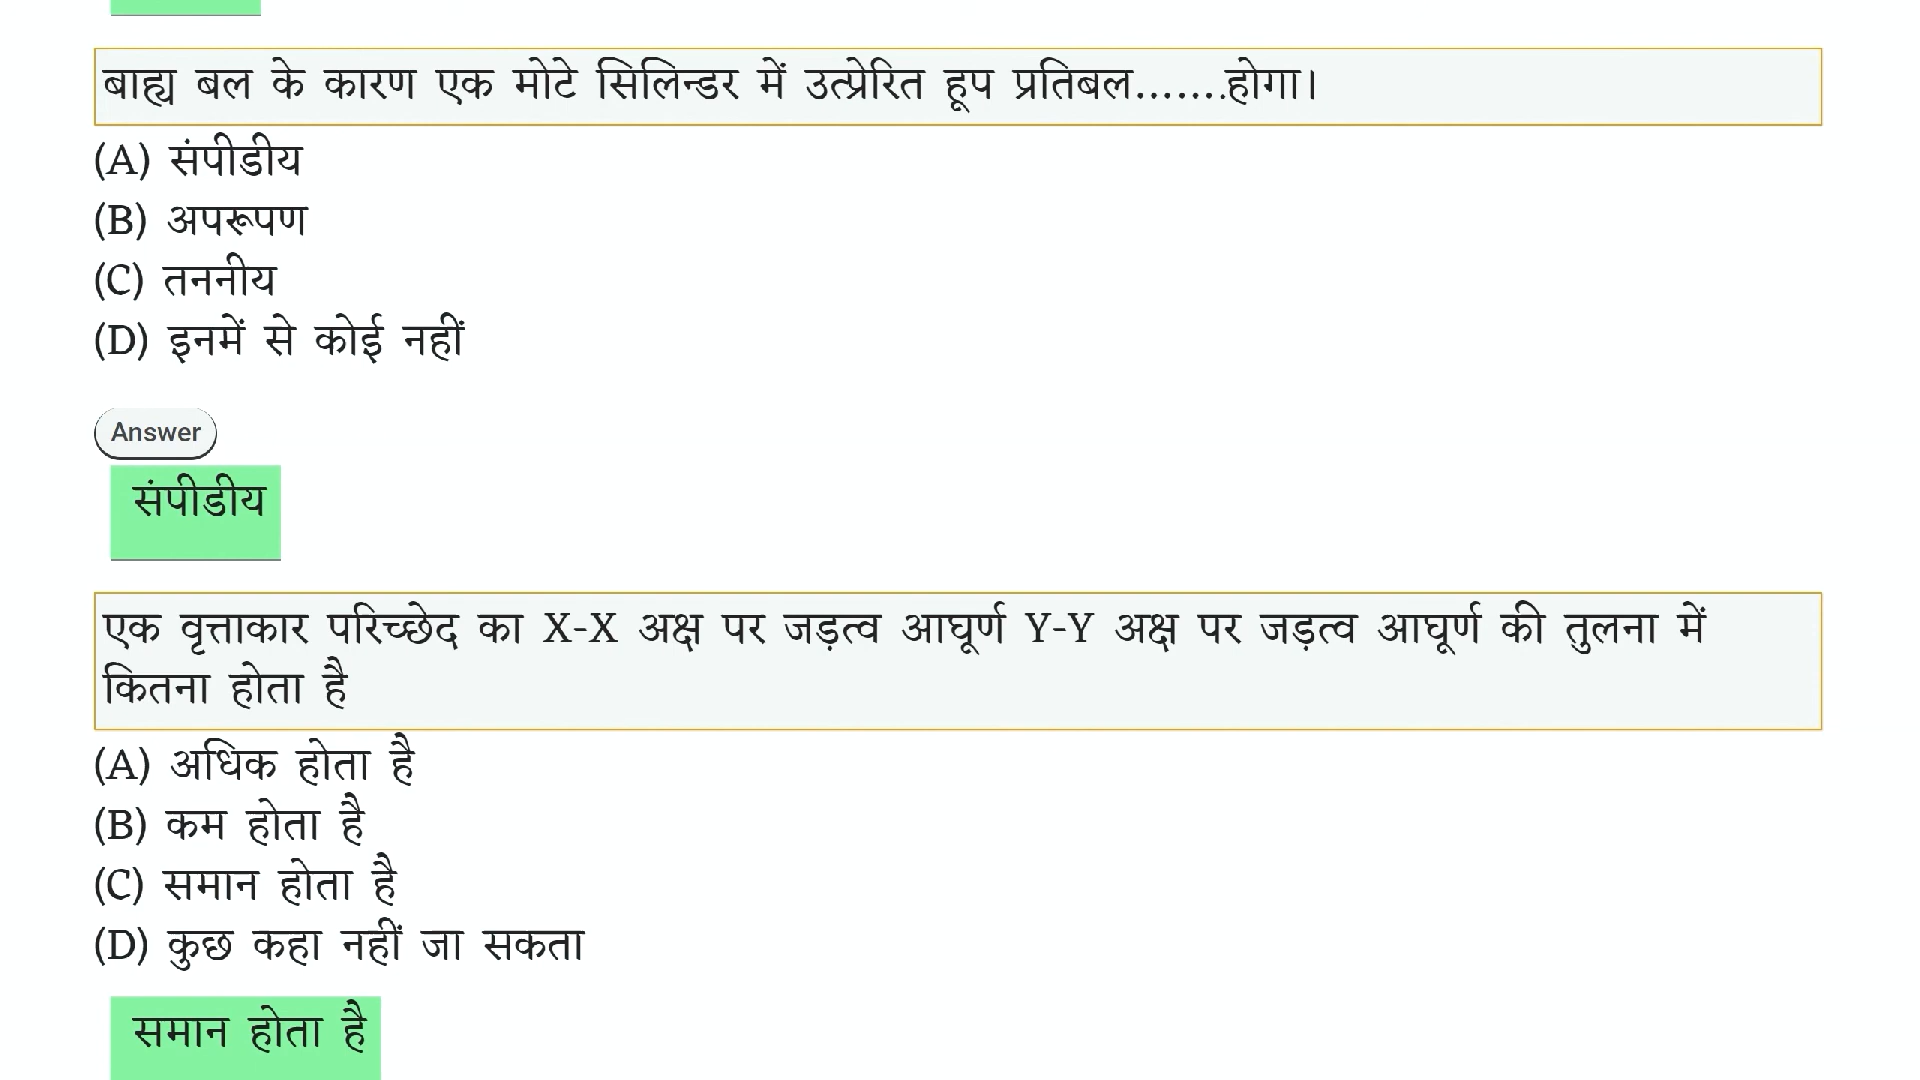 बाह्य बल के कारण एक मोटे सिलिन्डर में उत्प्रेरित हूप प्रतिबल.......होगा।
(A) संपीडीय
(B) अपरूपण
(C) तननीय
(D) इनमें से कोई नहीं
Answer
संपीडीय
एक वृत्ताकार परिच्छेद का X-X अक्ष पर जड़त्व आघूर्ण Y-Y अक्ष पर जड़त्व आघूर्ण की तुलना में
कितना होता है
(A) अधिक होता है
(B) कम होता है
(C) समान होता है
(D) कुछ कहा नहीं जा सकता
समान होता है